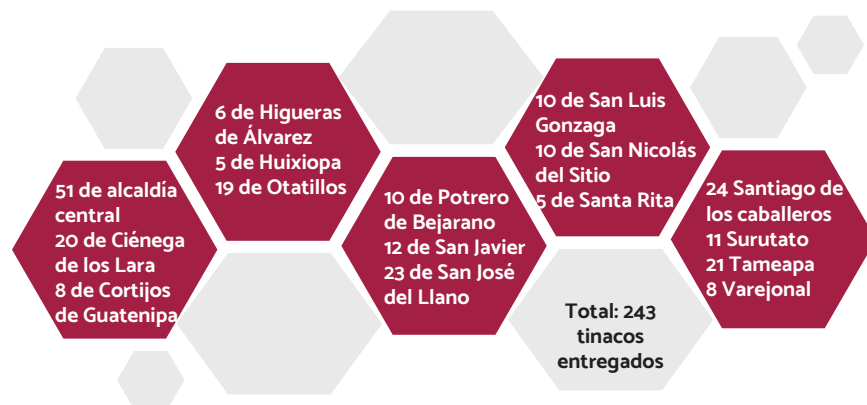 51 de alcaldía
central
20 de Ciénega
de los Lara
8 de Cortijos
de Guatenipa
6 de Higueras
de Álvarez
5 de Huixiopa
19 de Otatillos
10 de Potrero
de Bejarano
12 de San Javier
23 de San José
del Llano
10 de San Luis
Gonzaga
10 de San Nicolás
del Sitio
5 de Santa Rita
24 Santiago de
los caballeros
11 Surutato
21 Tameapa
8 Varejonal
Total: 243
tinacos
entregados